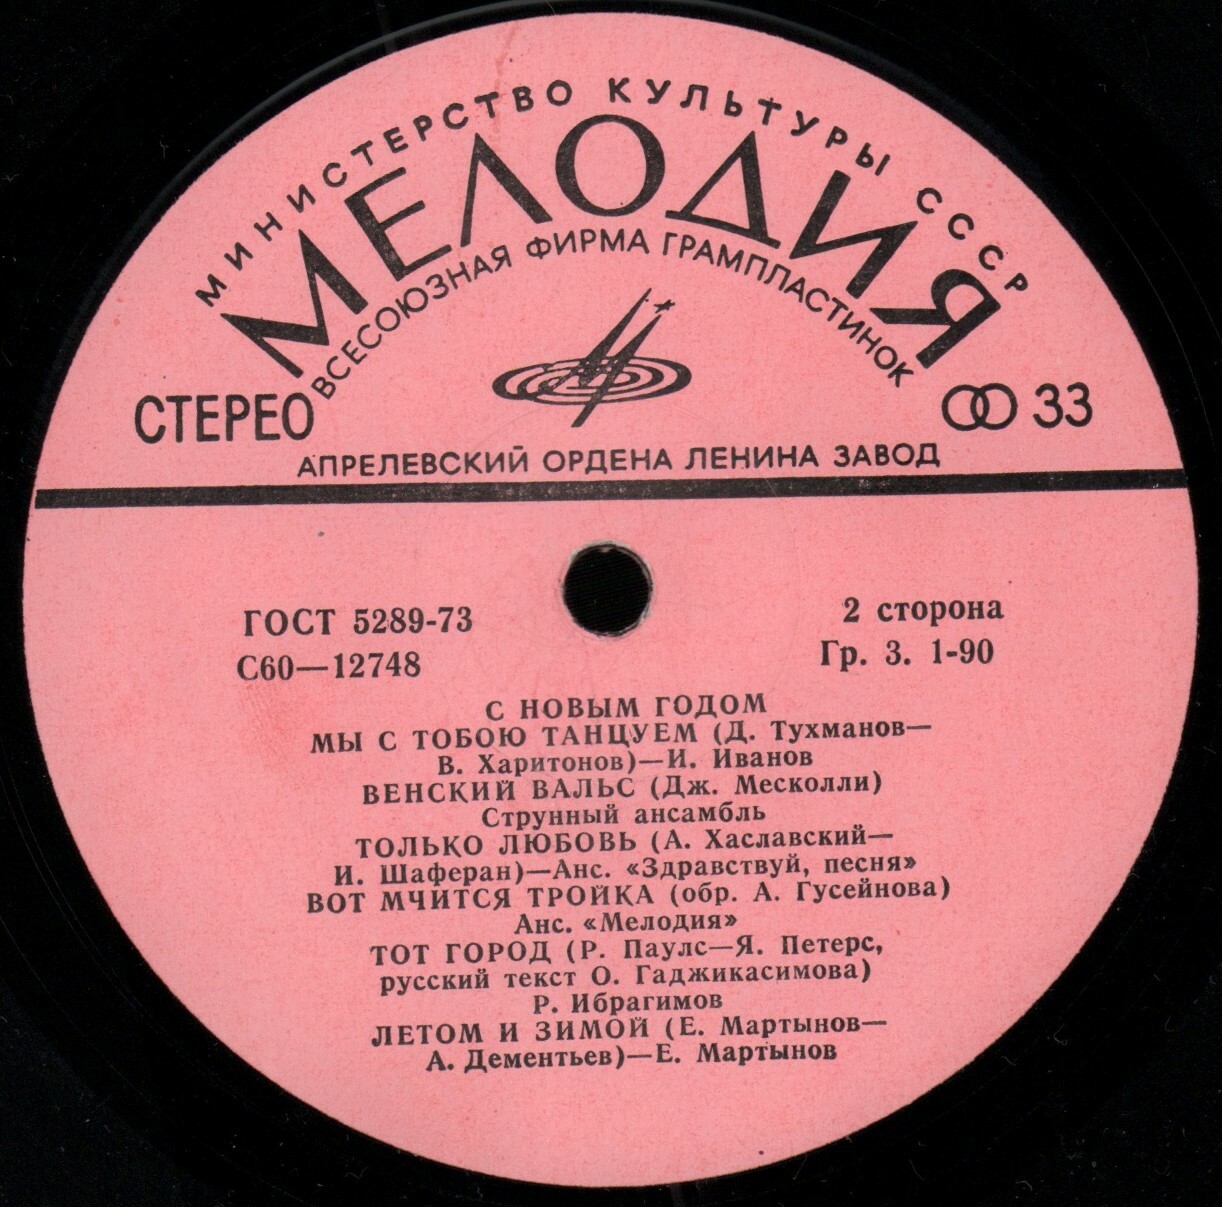 МИНИСТЕРСТВО КУЛЬТУРЫ СССР
МЕЛОДИЯ
ВСЕСОЮЗНАЯ ФИРМА ГРАМПЛАСТИНОК
СТЕРЕО
33
АПРЕЛЕВСКИЙ ОРДЕНА ЛЕНИНА ЗАВОД
ГОСТ 5289-73
2 сторона
С60—12748
Гр. 3. 1-90
С НОВЫМ ГОДОМ
МЫ С ТОБОЮ ТАНЦУЕМ (Д. Тухманов—
В. Харитонов)—И. Иванов
ВЕНСКИЙ ВАЛЬС (Дж. Месколли)
Струнный ансамбль
ТОЛЬКО ЛЮБОВЬ (А. Хаславский—
И. Шаферан)—Анс. «Здравствуй, песня»
ВОТ МЧИТСЯ ТРОЙКА (обр. А. Гусейнова)
Анс. «Мелодия»
ТОТ ГОРОД (Р. Паулс—Я. Петерс,
русский текст О. Гаджикасимова)
Р. Ибрагимов
ЛЕТОМ И ЗИМОЙ (Е. Мартынов—
А. Дементьев)—Е. Мартынов